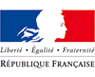 Liberté • Égalité • Fraternité
RÉPUBLIQUE FRANÇAISE